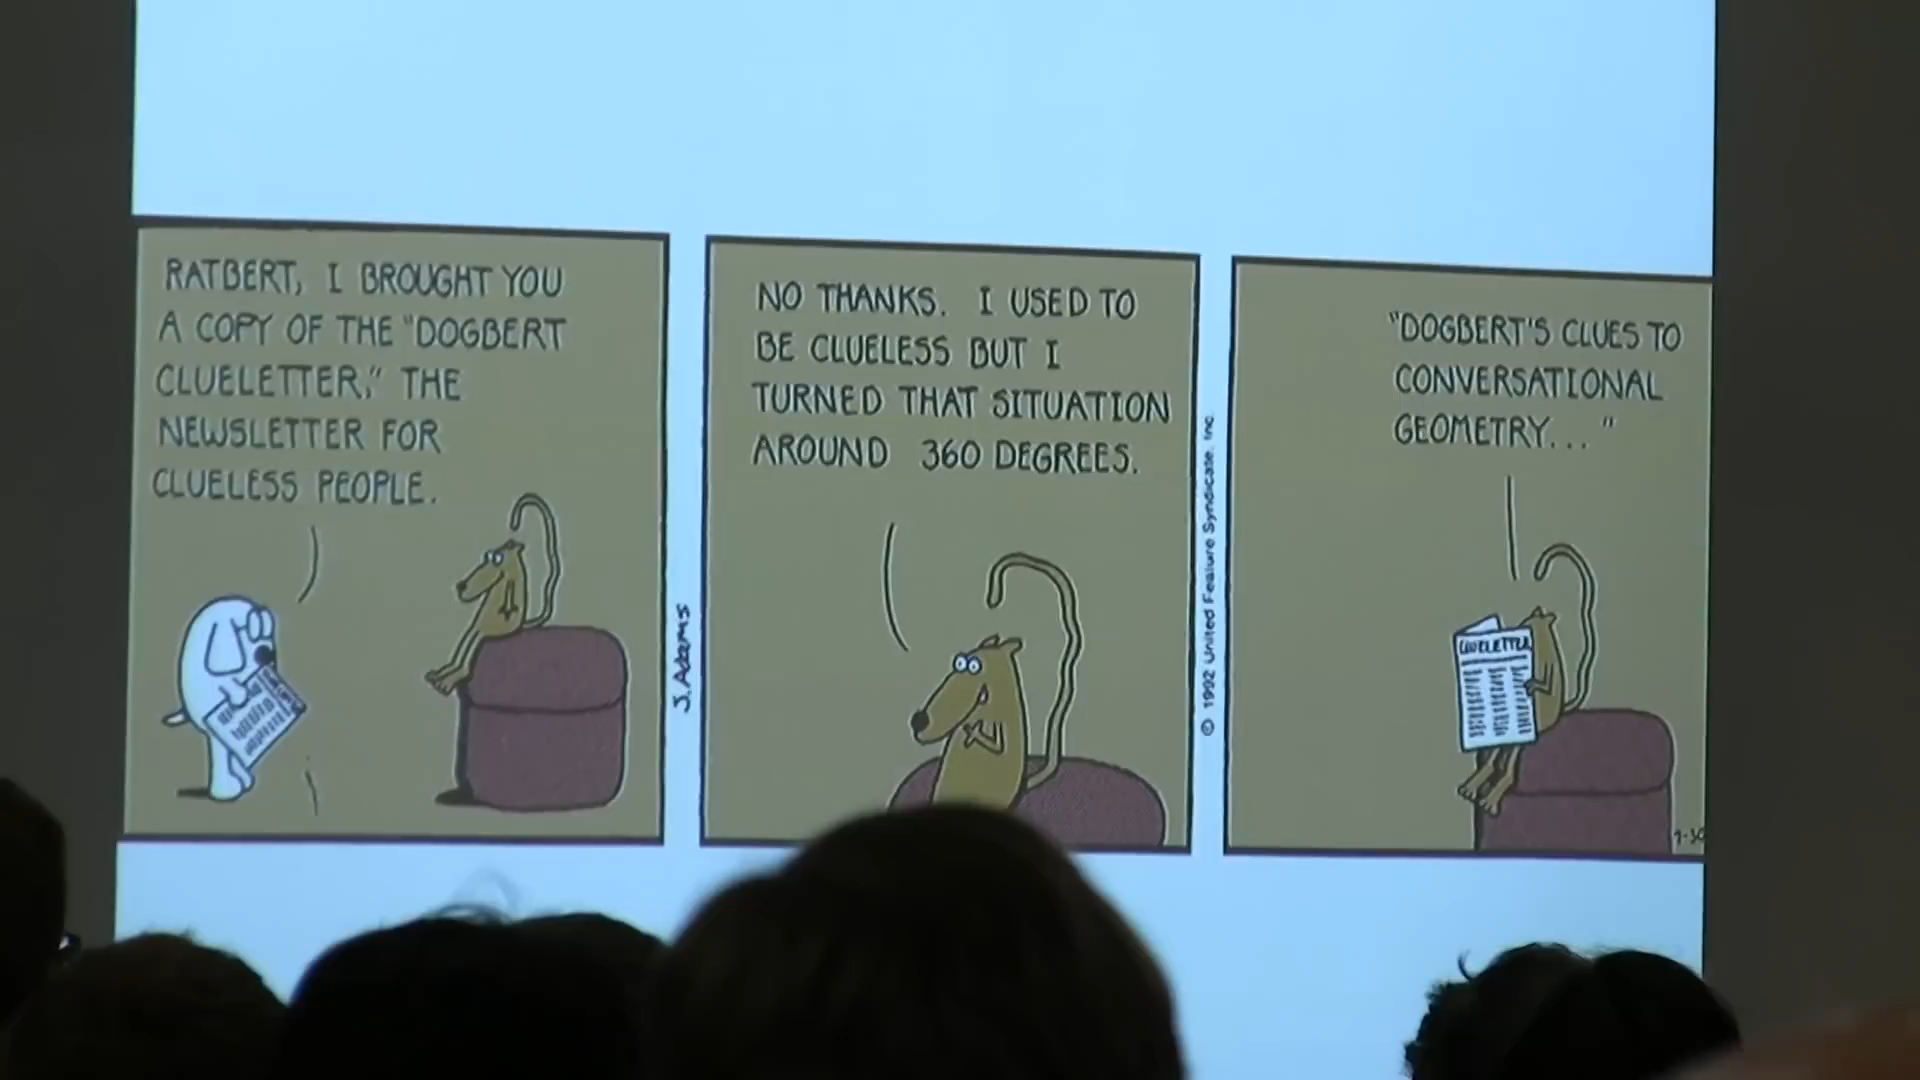 RATBERT, I BROUGHT YOU
A COPY OF THE "DOGBERT
CLUELETTER," THE
NEWSLETTER FOR
CLUELESS PEOPLE.
S.Adams
NO THANKS. I USED TO
BE CLUELESS BUT I
TURNED THAT SITUATION
AROUND 360 DEGREES.
© 1992 United Feature Syndicate, Inc.
"DOGBERT'S CLUES TO
CONVERSATIONAL
GEOMETRY... "
CLUELETTER